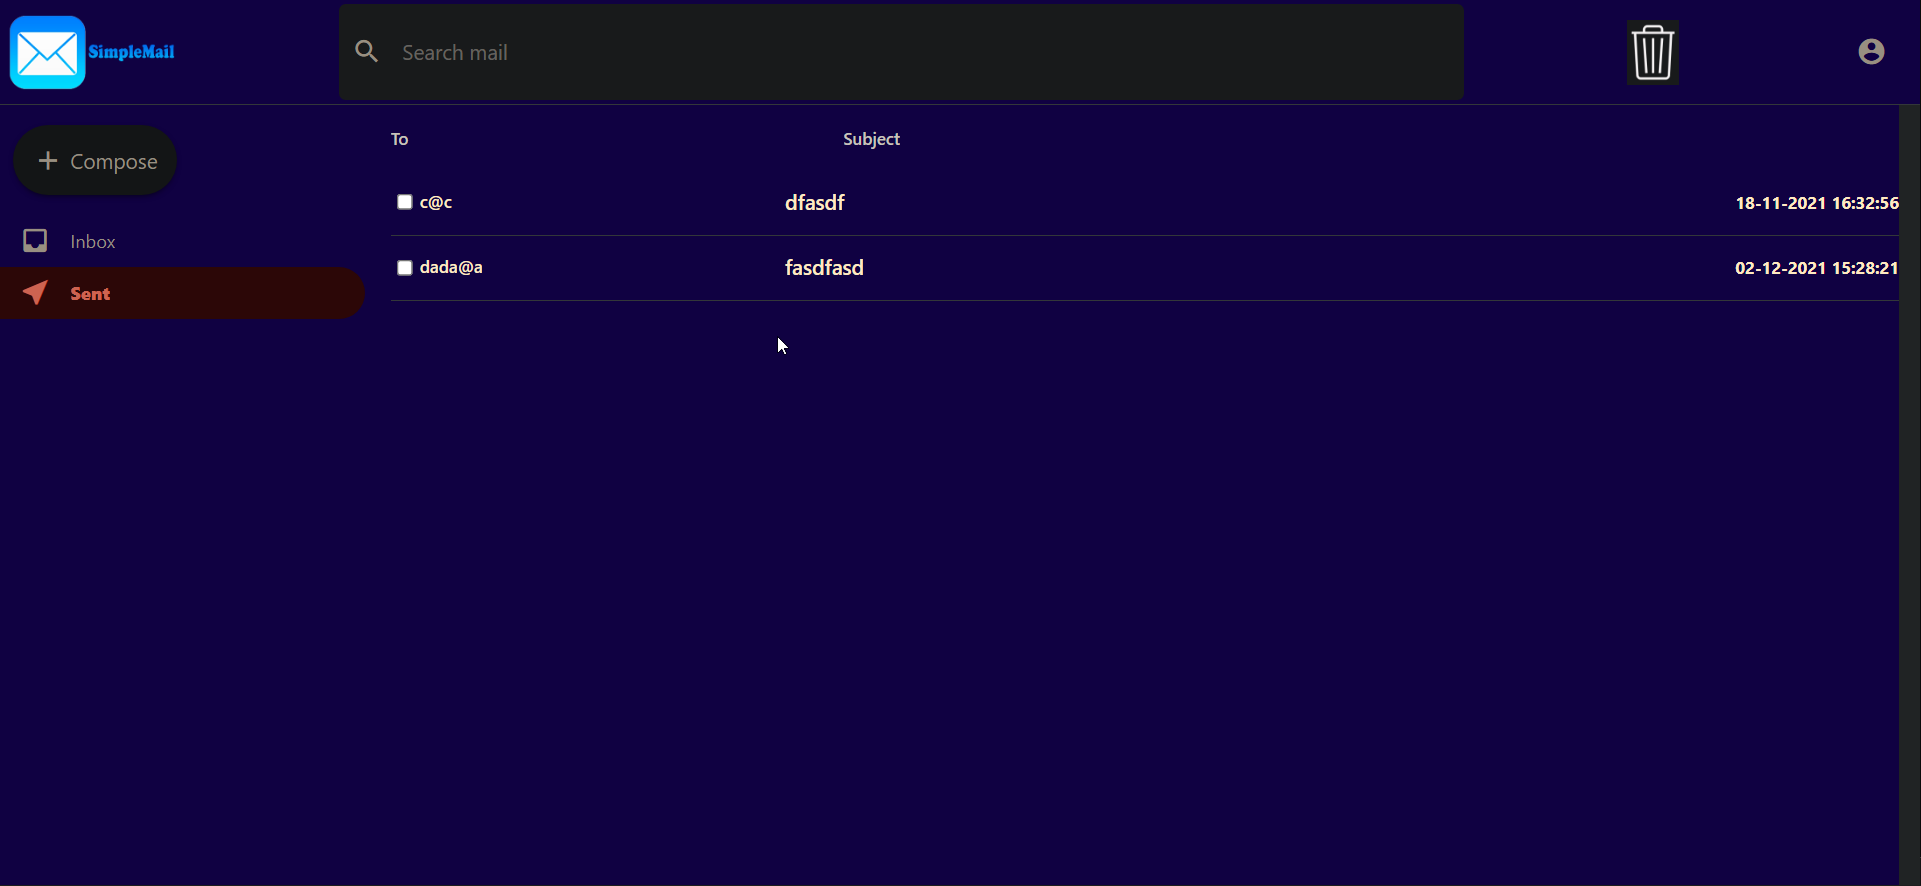 SimpleMail
Search mail
Compose
Inbox
Sent
To Subject
c@c dfasdf 18-11-2021 16:32:56
dada@a fasdfasd 02-12-2021 15:28:21